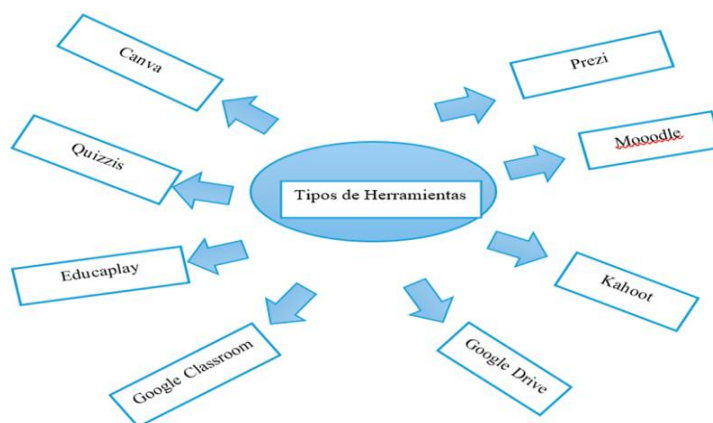 Canva
Prezi
Quizzis
Mooodle
Tipos de Herramientas
Educaplay
Kahoot
Google Classroom
Google Drive